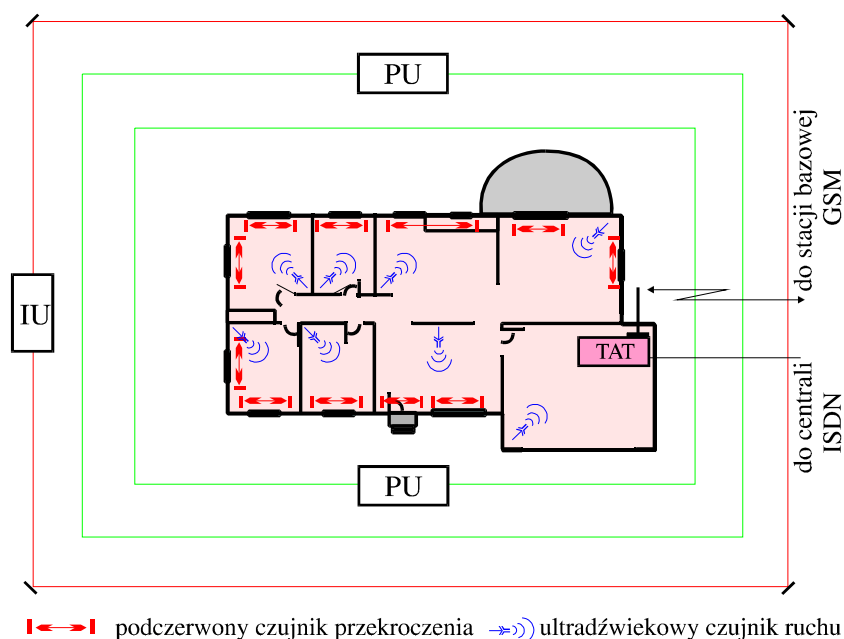 PU
do stacji bazowej
GSM
IU
TAT
do centrali
ISDN
PU
podczerwony czujnik przekroczenia
ultradźwiekowy czujnik ruchu